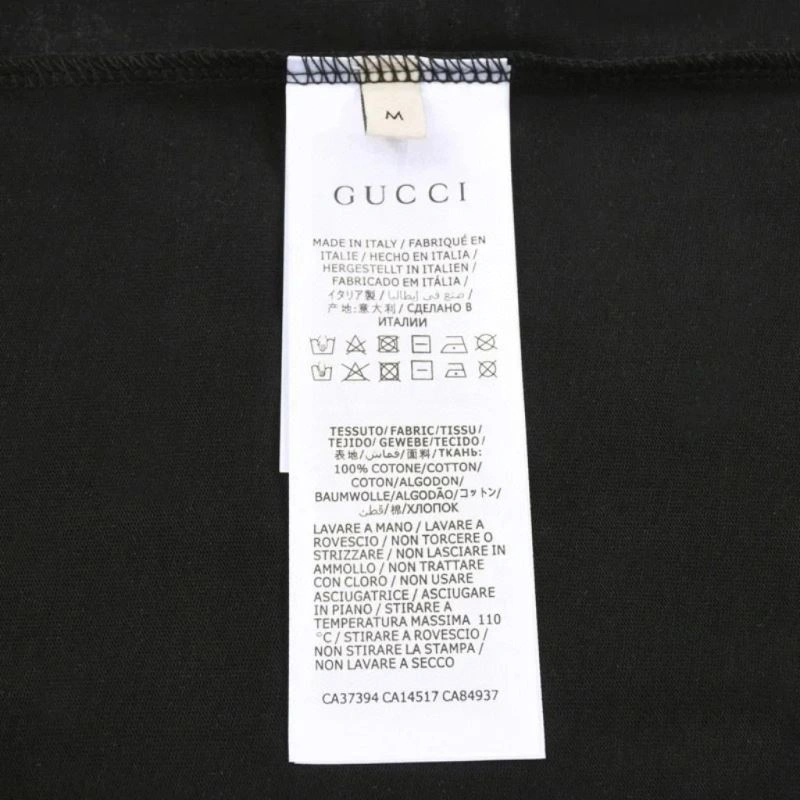 M
GUCCI
MADE IN ITALY / FABRIQUÉ EN
ITALIE / HECHO EN ITALIA /
HERGESTELLT IN ITALIEN /
FABRICADO EM ITÁLIA /
イタリア製 / صنع في إيطاليا /
产地:意大利 / СДЕЛАНО В
ИТАЛИИ
TESSUTO/FABRIC/TISSU/
TEJIDO/ GEWEBE/TECIDO/
表地/قماش/面料/ТКАНЬ:
100% COTONE/COTTON/
COTON/ALGODON/
BAUMWOLLE/ALGODÃO/コットン/
قطن/棉/ХЛОПОК
LAVARE A MANO / LAVARE A
ROVESCIO / NON TORCERE O
STRIZZARE / NON LASCIARE IN
AMMOLLO / NON TRATTARE
CON CLORO / NON USARE
ASCIUGATRICE / ASCIUGARE
IN PIANO / STIRARE A
TEMPERATURA MASSIMA 110
°C / STIRARE A ROVESCIO /
NON STIRARE LA STAMPA /
NON LAVARE A SECCO
CA37394 CA14517 CA84937